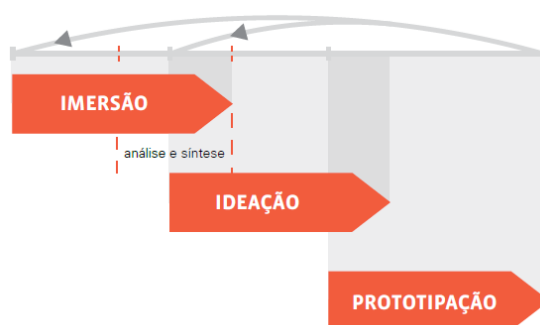 IMERSÃO
análise e síntese
IDEAÇÃO
PROTOTIPAÇÃO